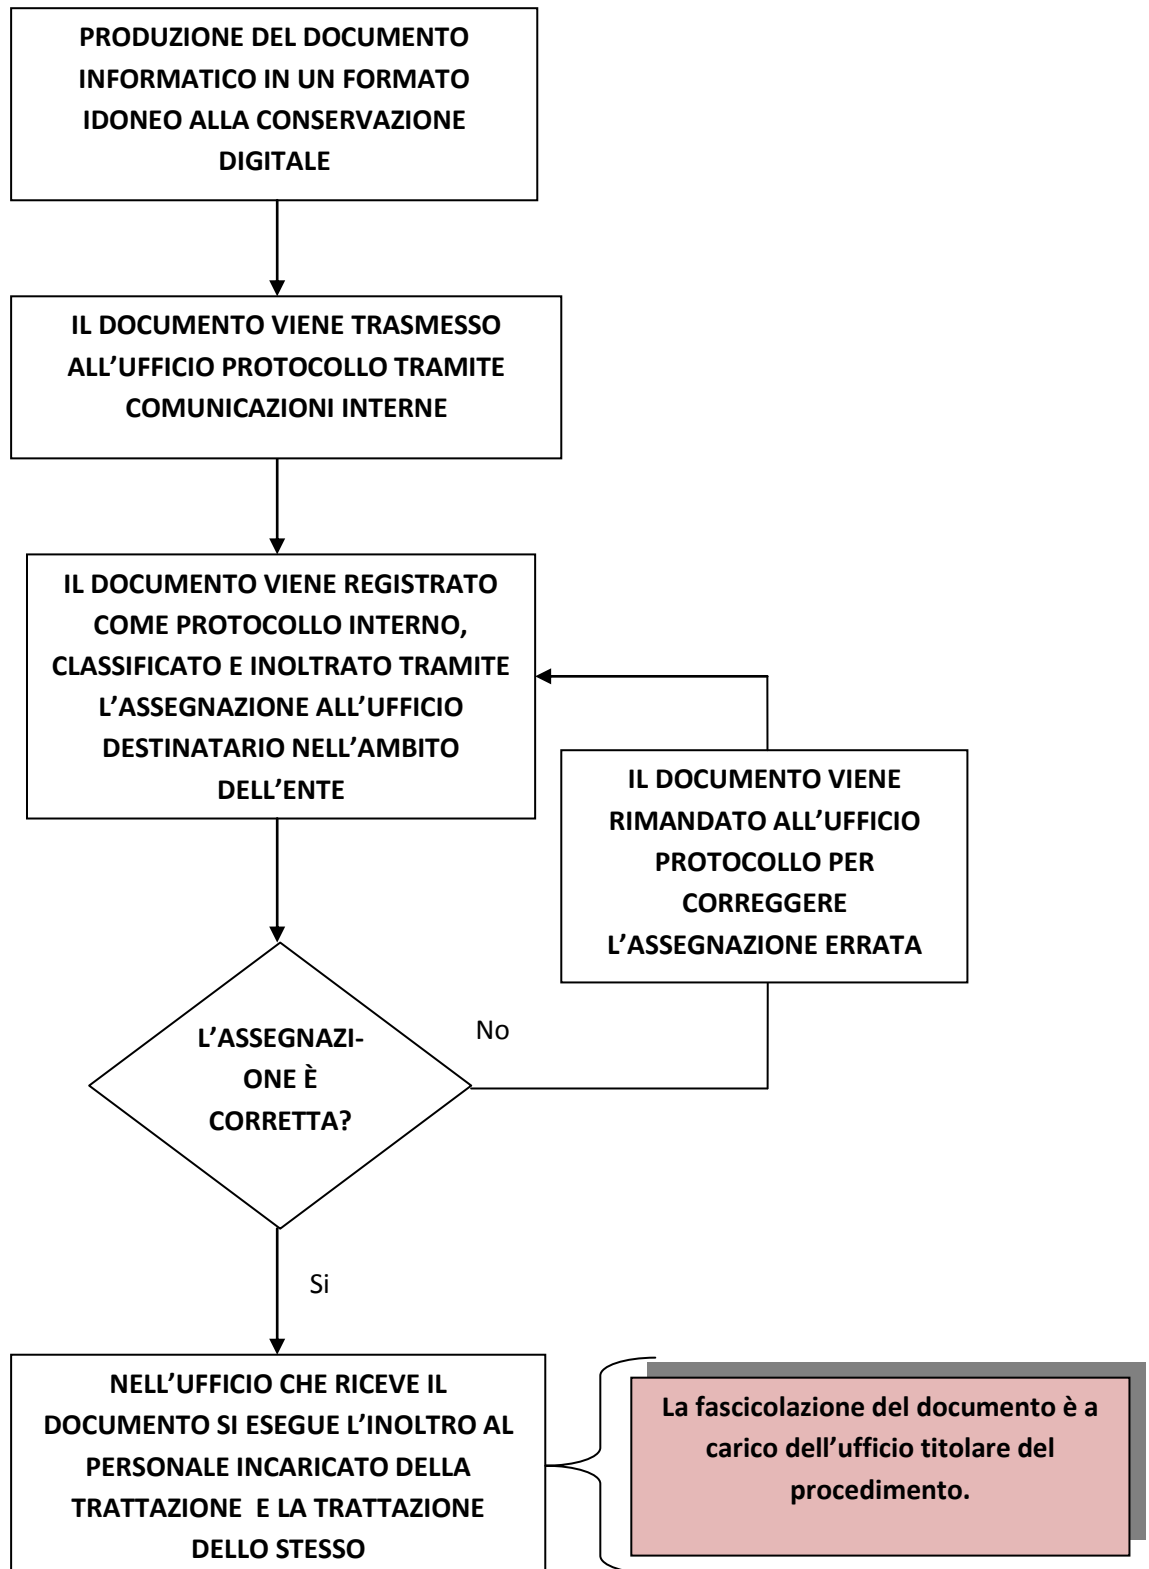 PRODUZIONE DEL DOCUMENTO
INFORMATICO IN UN FORMATO
IDONEO ALLA CONSERVAZIONE
DIGITALE
IL DOCUMENTO VIENE TRASMESSO
ALL’UFFICIO PROTOCOLLO TRAMITE
COMUNICAZIONI INTERNE
IL DOCUMENTO VIENE REGISTRATO
COME PROTOCOLLO INTERNO,
CLASSIFICATO E INOLTRATO TRAMITE
L’ASSEGNAZIONE ALL’UFFICIO
DESTINATARIO NELL’AMBITO
DELL’ENTE
IL DOCUMENTO VIENE
RIMANDATO ALL’UFFICIO
PROTOCOLLO PER
CORREGGERE
L’ASSEGNAZIONE ERRATA
L’ASSEGNAZI-
ONE È
CORRETTA?
No
Si
NELL’UFFICIO CHE RICEVE IL
DOCUMENTO SI ESEGUE L’INOLTRO AL
PERSONALE INCARICATO DELLA
TRATTAZIONE  E LA TRATTAZIONE
DELLO STESSO
La fascicolazione del documento è a
carico dell’ufficio titolare del
procedimento.